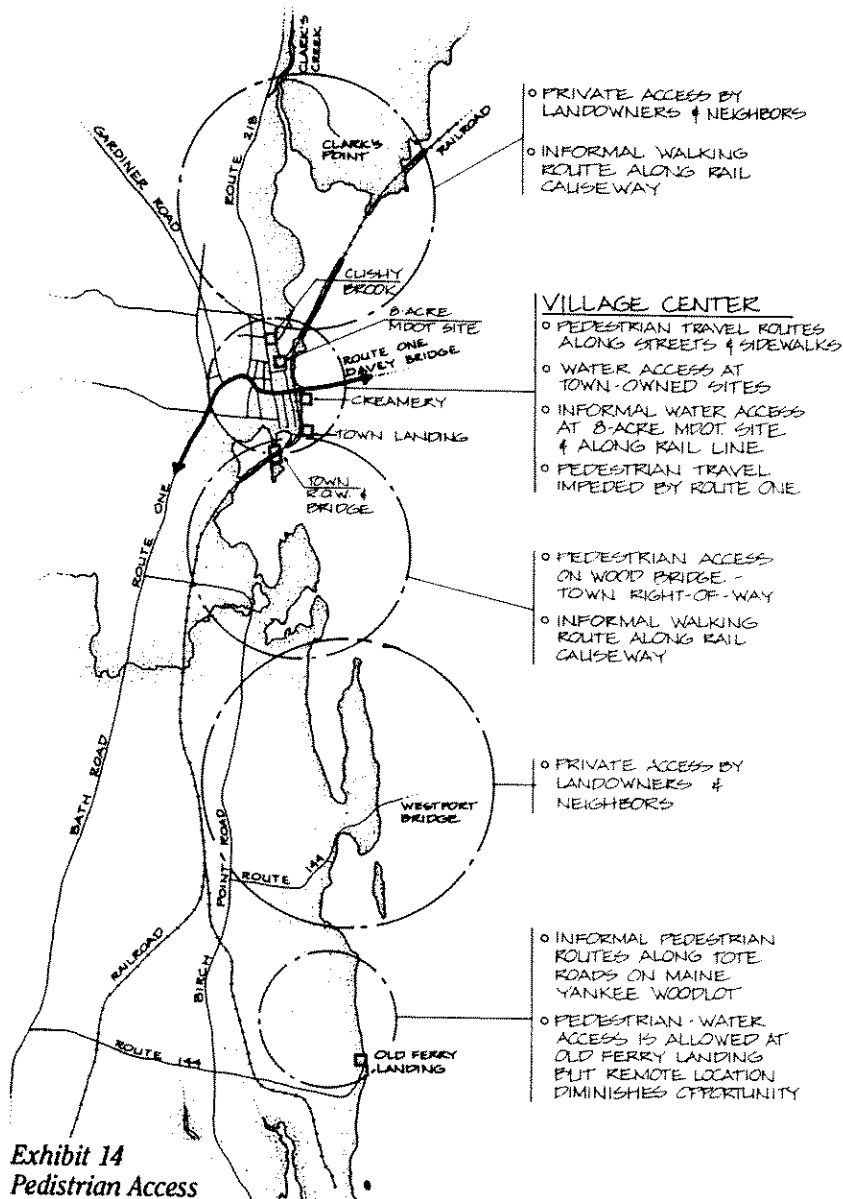 CLARK'S
CREEK
GARDINER ROAD
ROUTE 218
CLARK'S
POINT
RAILROAD
○ PRIVATE ACCESS BY
LANDOWNERS & NEIGHBORS
○ INFORMAL WALKING
ROUTE ALONG RAIL
CAUSEWAY
CUSHY
BROOK
8-ACRE
MDOT SITE
ROUTE ONE
DAVEY BRIDGE
CREAMERY
TOWN LANDING
TOWN
R.O.W. &
BRIDGE
VILLAGE CENTER
○ PEDESTRIAN TRAVEL ROUTES
ALONG STREETS & SIDEWALKS
○ WATER ACCESS AT
TOWN-OWNED SITES
○ INFORMAL WATER ACCESS
AT 8-ACRE MDOT SITE
& ALONG RAIL LINE
○ PEDESTRIAN TRAVEL
IMPEDED BY ROUTE ONE
ROUTE ONE
○ PEDESTRIAN ACCESS
ON WOOD BRIDGE -
TOWN RIGHT-OF-WAY
○ INFORMAL WALKING
ROUTE ALONG RAIL
CAUSEWAY
BATH ROAD
○ PRIVATE ACCESS BY
LANDOWNERS &
NEIGHBORS
WESTPORT
BRIDGE
POINT ROAD
ROUTE 144
RAILROAD
BIRCH
○ INFORMAL PEDESTRIAN
ROUTES ALONG TOTE
ROADS ON MAINE
YANKEE WOODLOT
○ PEDESTRIAN-WATER
ACCESS IS ALLOWED AT
OLD FERRY LANDING
BUT REMOTE LOCATION
DIMINISHES OPPORTUNITY
ROUTE 144
OLD FERRY
LANDING
Exhibit 14
Pedistrian Access